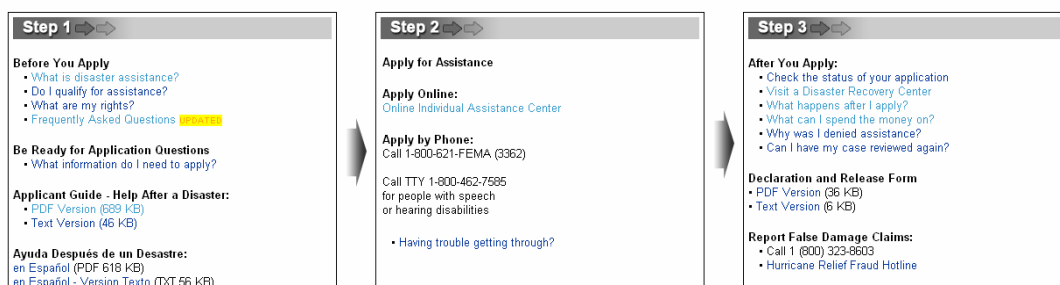 Step 1
Before You Apply
▪ What is disaster assistance?
▪ Do I qualify for assistance?
▪ What are my rights?
▪ Frequently Asked Questions UPDATED
Be Ready for Application Questions
▪ What information do I need to apply?
Applicant Guide - Help After a Disaster:
▪ PDF Version (689 KB)
▪ Text Version (46 KB)
Ayuda Después de un Desastre:
en Español (PDF 618 KB)
en Español - Version Texto (TXT 56 KB)
Step 2
Apply for Assistance
Apply Online:
Online Individual Assistance Center
Apply by Phone:
Call 1-800-621-FEMA (3362)
Call TTY 1-800-462-7585
for people with speech
or hearing disabilities
▪ Having trouble getting through?
Step 3
After You Apply:
▪ Check the status of your application
▪ Visit a Disaster Recovery Center
▪ What happens after I apply?
▪ What can I spend the money on?
▪ Why was I denied assistance?
▪ Can I have my case reviewed again?
Declaration and Release Form
▪ PDF Version (36 KB)
▪ Text Version (6 KB)
Report False Damage Claims:
▪ Call 1 (800) 323-8603
▪ Hurricane Relief Fraud Hotline